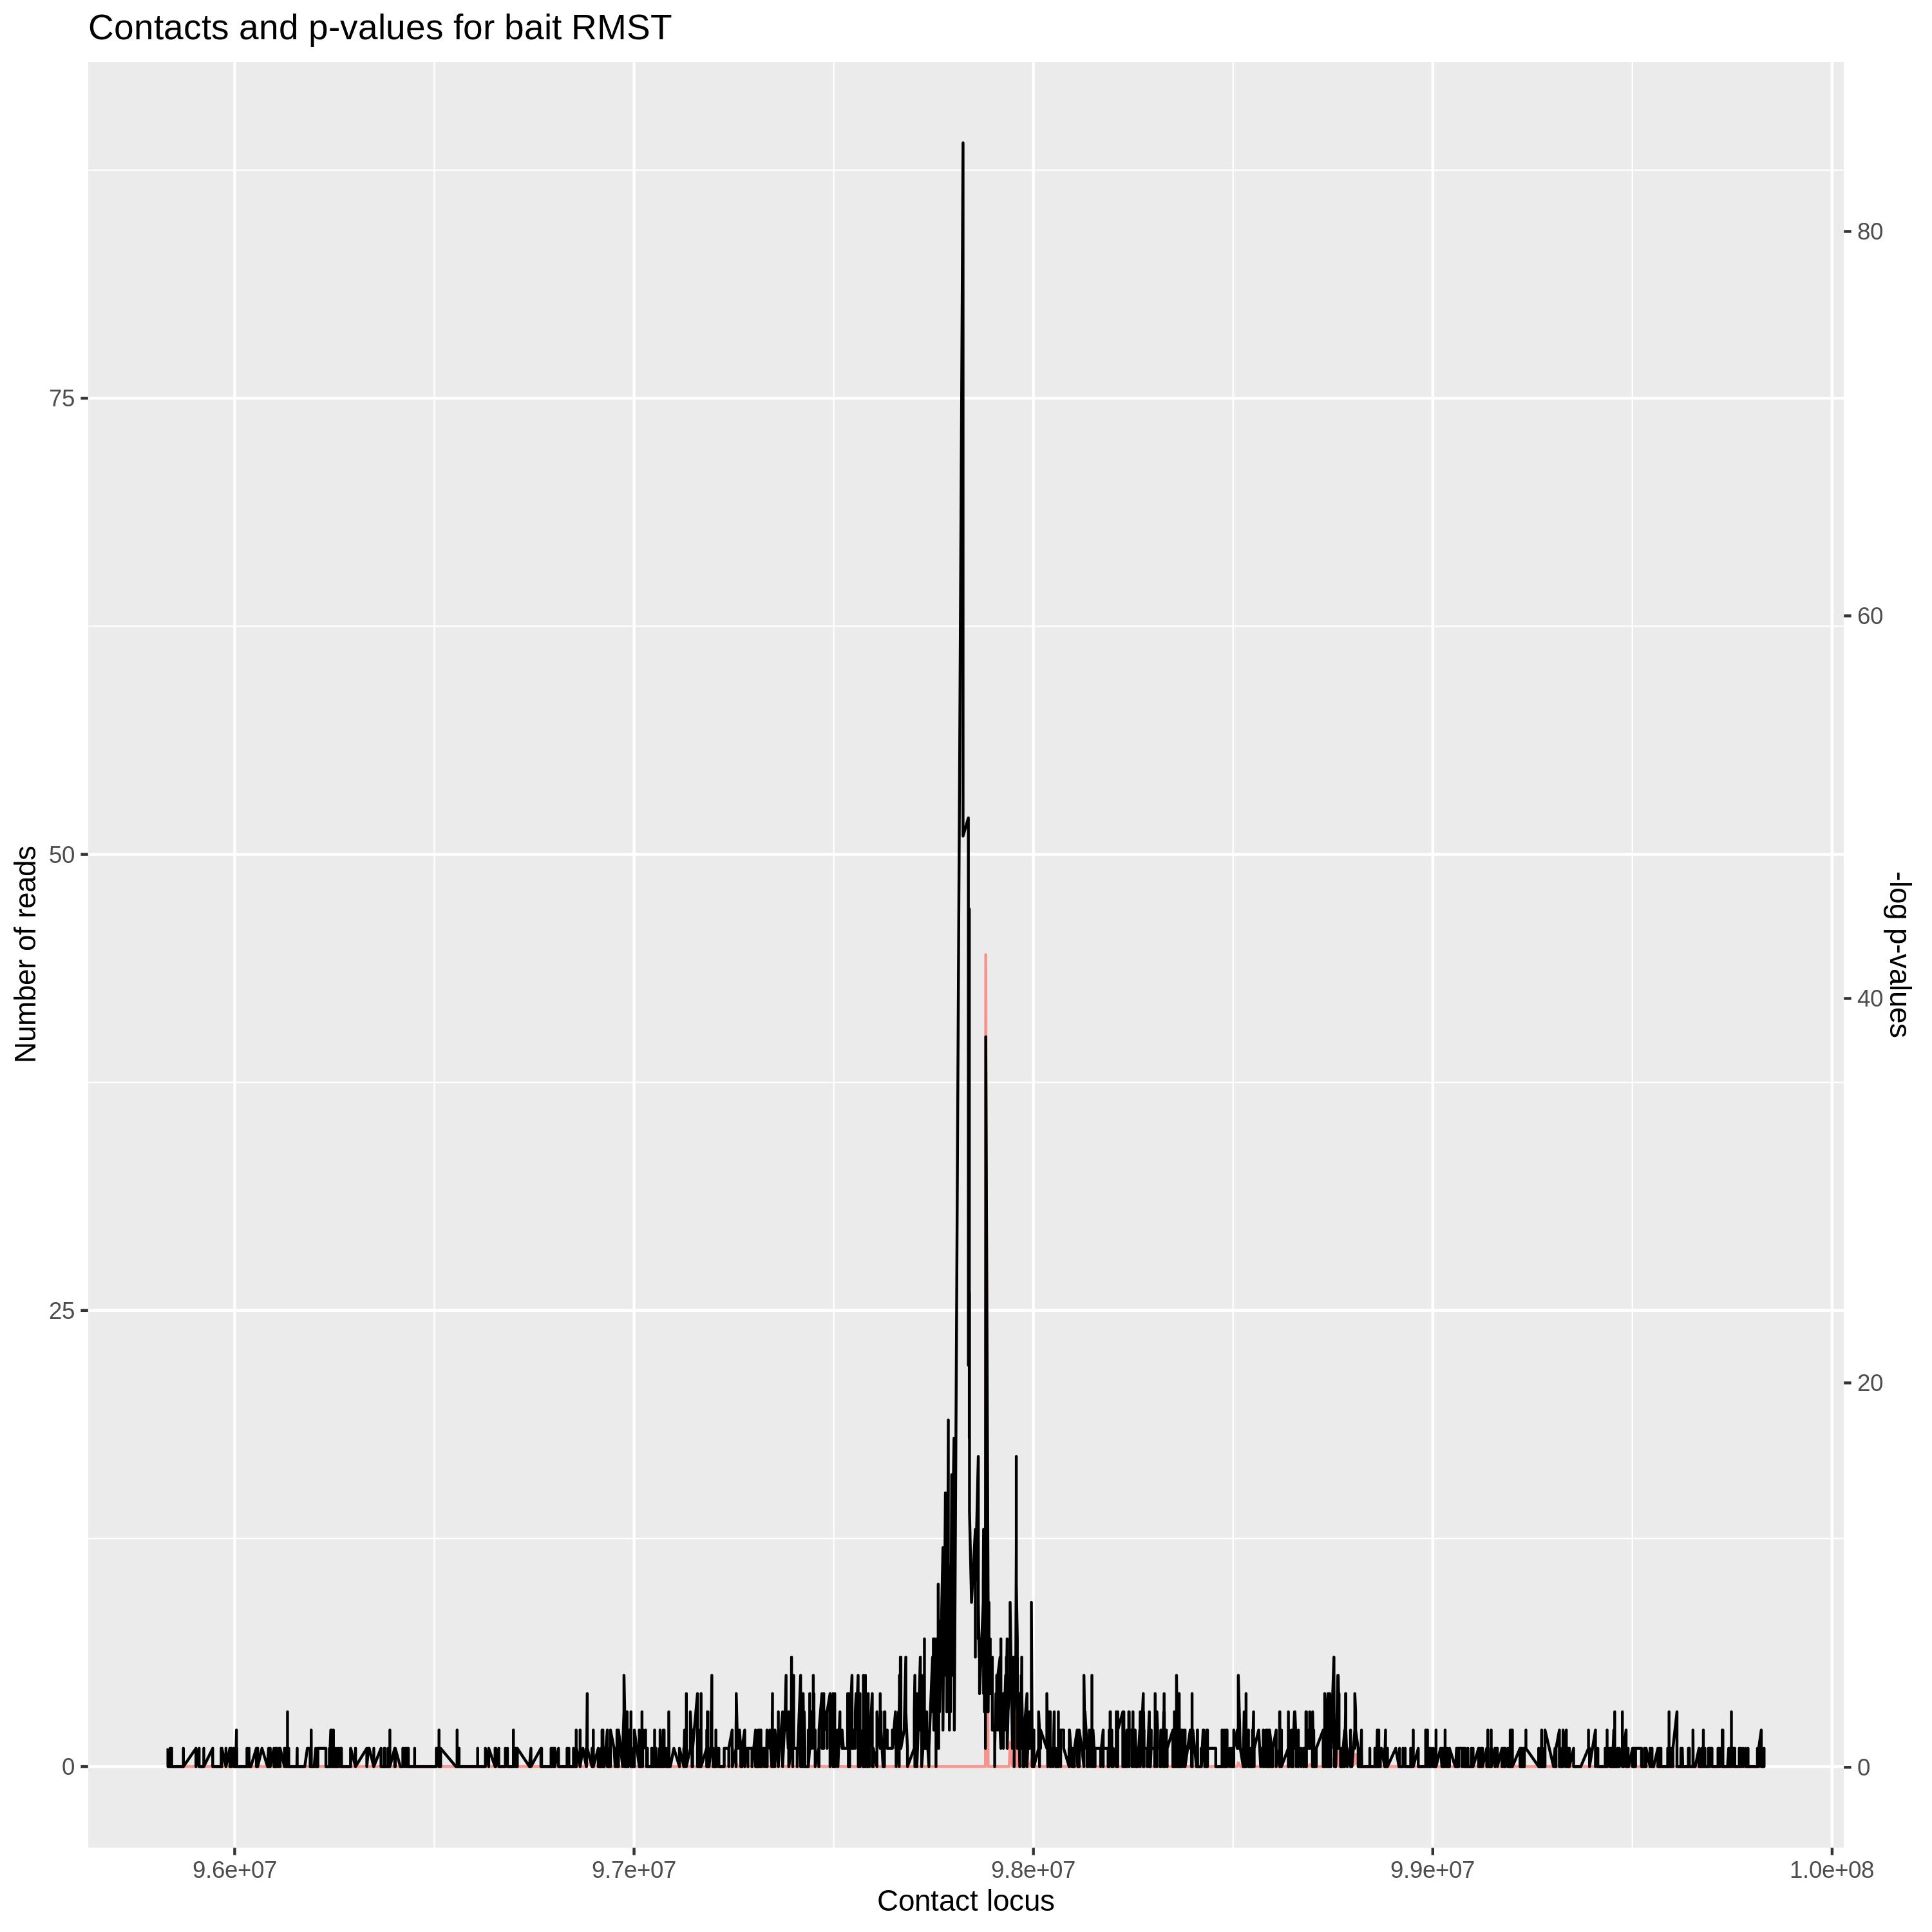 Contacts and p-values for bait RMST
75
50
25
0
80
60
40
20
0
Number of reads
-log p-values
9.6e+07
9.7e+07
9.8e+07
9.9e+07
1.0e+08
Contact locus